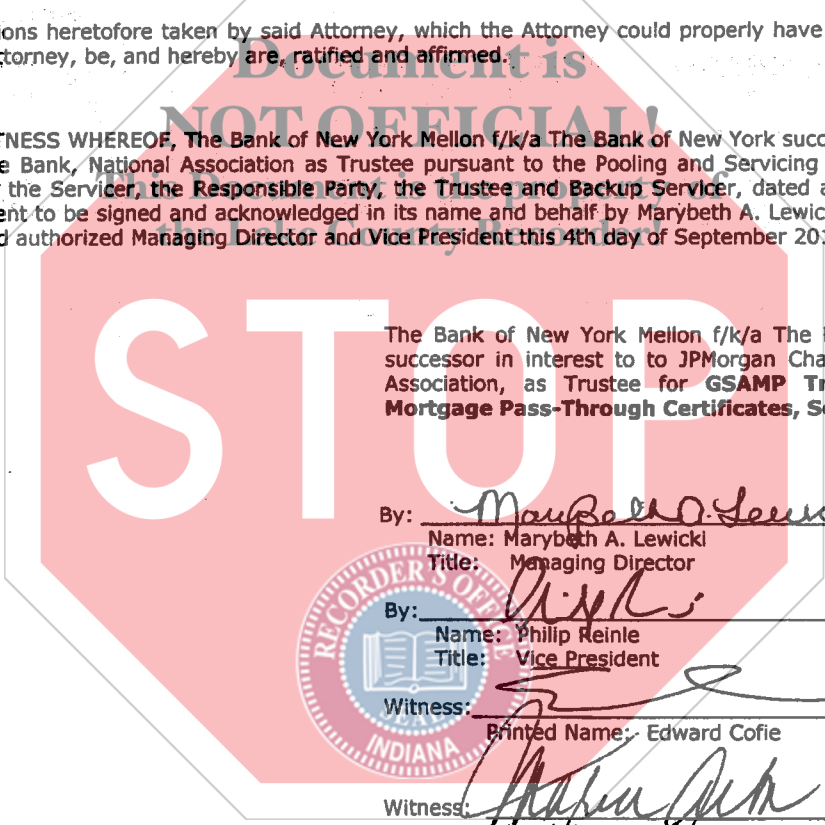 ions heretofore taken by said Attorney, which the Attorney could properly have
ttorney, be, and hereby are, ratified and affirmed.
Document is
NOT OFFICIAL!
TNESS WHEREOF, The Bank of New York Mellon f/k/a The Bank of New York succ
e Bank, National Association as Trustee pursuant to the Pooling and Servicing
the Servicer, the Responsible Party, the Trustee and Backup Servicer, dated a
This Document is the property of
ent to be signed and acknowledged in its name and behalf by Marybeth A. Lewic
d authorized Managing Director and Vice President this 4th day of September 201
the Lake County Recorder!
STOP
The Bank of New York Mellon f/k/a The
successor in interest to to JPMorgan Cha
Association, as Trustee for GSAMP Tr
Mortgage Pass-Through Certificates, Se
By: Marybeth A. Lewic
Name: Marybeth A. Lewicki
Title: Managing Director
By:
Name: Philip Reinle
Title: Vice President
Witness:
Printed Name: Edward Cofie
Witness:
RECORDER'S OFFICE
SEAL
INDIANA